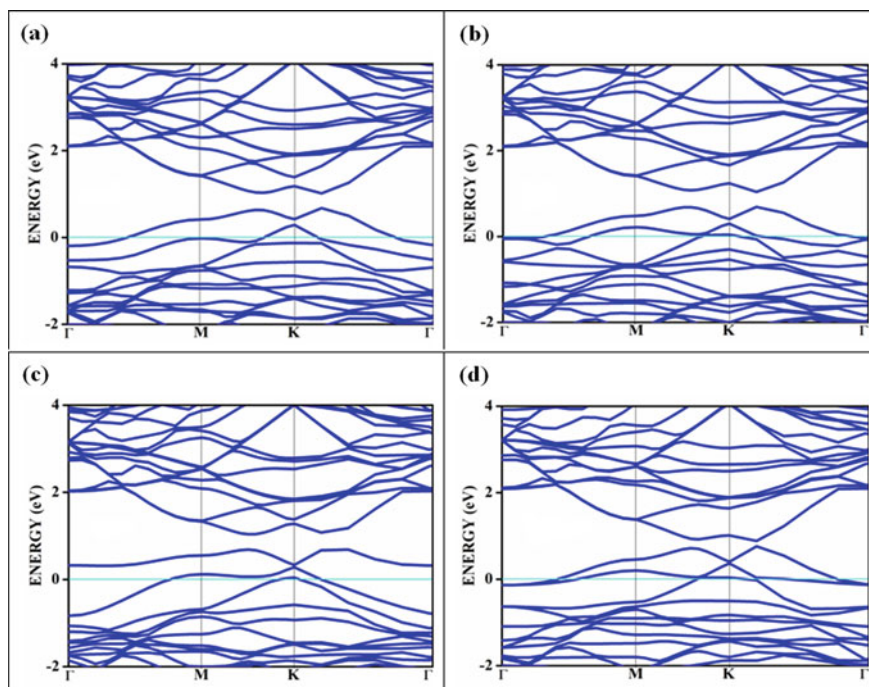 (a)
ENERGY (eV)
4
2
0
-2
Γ M K Γ
(b)
ENERGY (eV)
4
2
0
-2
Γ M K Γ
(c)
ENERGY (eV)
4
2
0
-2
Γ M K Γ
(d)
ENERGY (eV)
4
2
0
-2
Γ M K Γ